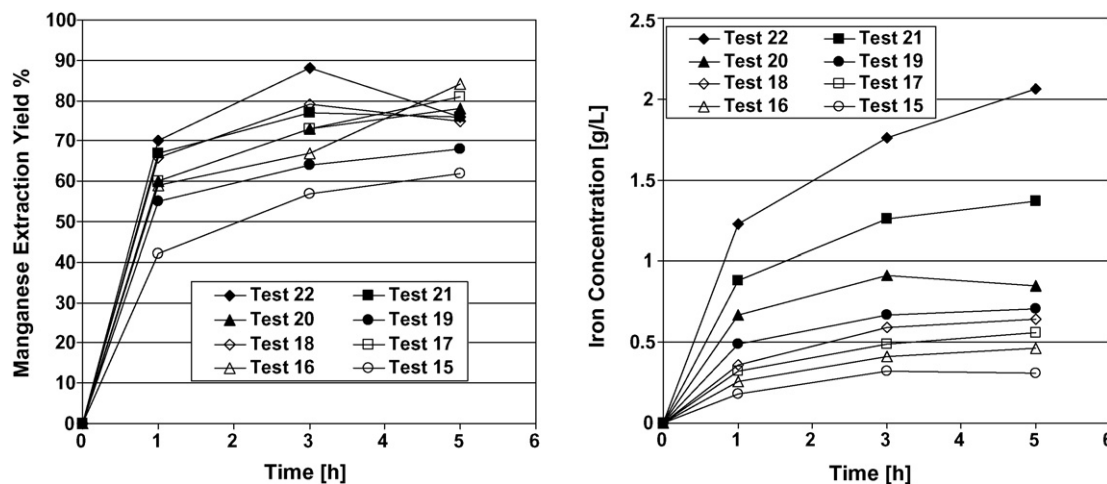 Manganese Extraction Yield %
100
90
80
70
60
50
40
30
20
10
0
Test 22 Test 21
Test 20 Test 19
Test 18 Test 17
Test 16 Test 15
0 1 2 3 4 5 6
Time [h]
Iron Concentration [g/L]
2.5
2
1.5
1
0.5
0
Test 22 Test 21
Test 20 Test 19
Test 18 Test 17
Test 16 Test 15
0 1 2 3 4 5 6
Time [h]